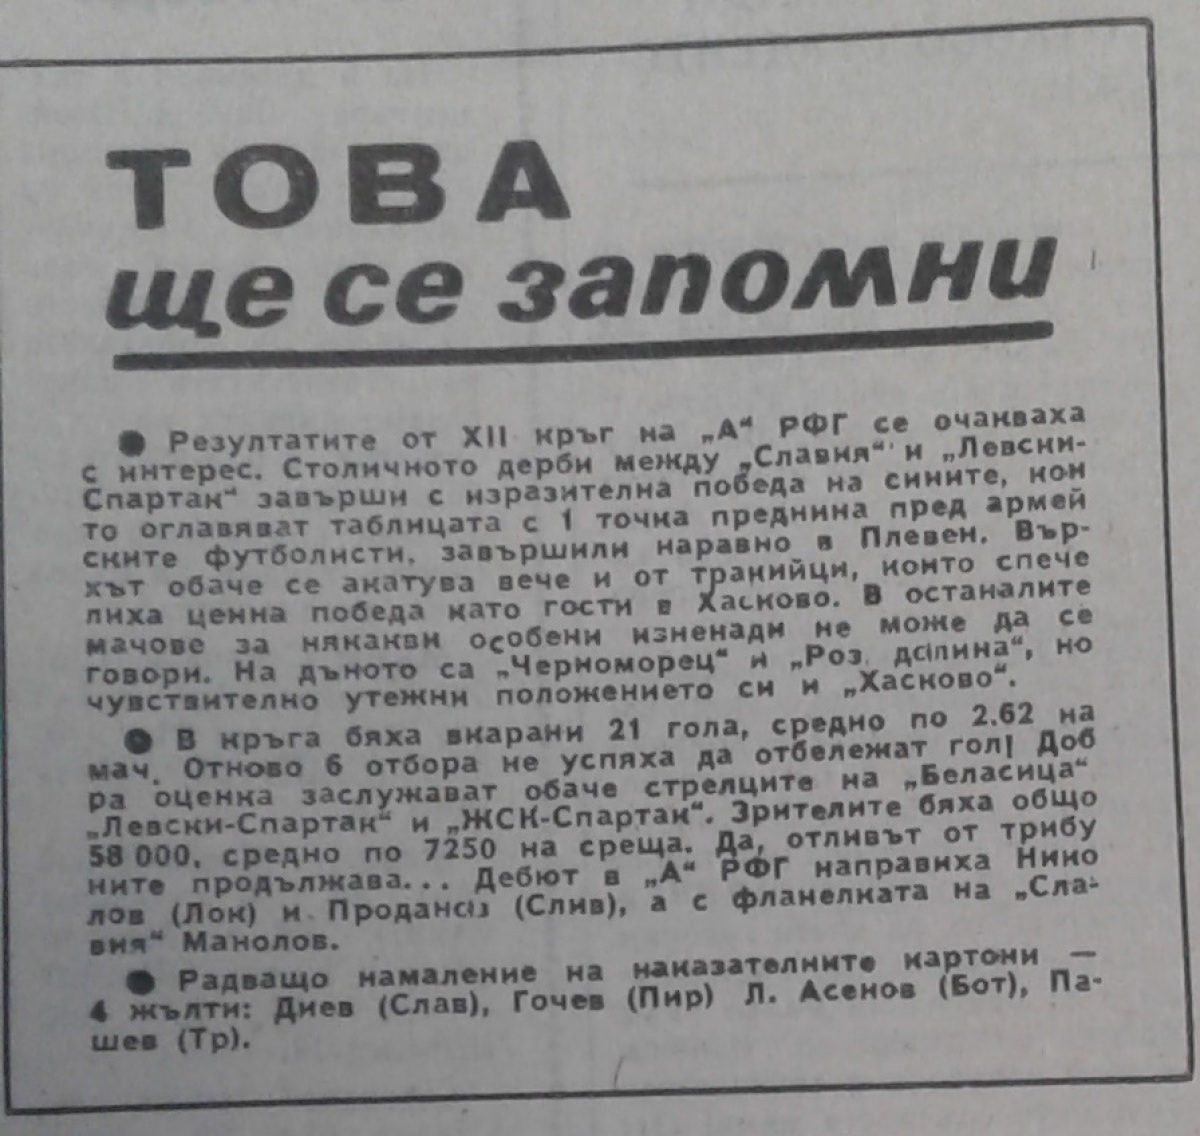 ТОВА
ще се запомни
● Резултатите от XII кръг на „А“ РФГ се очакваха
с интерес. Столичното дерби между „Славия“ и „Левски-
Спартак“ завърши с изразителна победа на сините, кои
то оглавяват таблицата с 1 точка преднина пред армей
ските футболисти, завършили наравно в Плевен. Вър-
хът обаче се акатува вече и от тракийци, които спече
лиха ценна победа като гости в Хасково. В останалите
мачове за някакви особени изненади не може да се
говори. На дъното са „Черноморец“ и „Роз. долина“, но
чувствително утежни положението си и „Хасково“.
● В кръга бяха вкарани 21 гола, средно по 2.62 на
мач. Отново 6 отбора не успяха да отбележат гол! Доб
ра оценка заслужават обаче стрелците на „Беласица“
„Левски-Спартак“ и „ЖСК-Спартак“. Зрителите бяха общо
58 000, средно по 7250 на среща. Да, отливът от трибу
ните продължава... Дебют в „А“ РФГ направиха Нико
лов (Лок) и Проданов (Слив), а с фланелката на „Сла-
вия“ Манолов.
● Радващо намаление на наказателните картони —
4 жълти: Диев (Слав), Гочев (Пир) Л. Асенов (Бот), Па-
шев (Тр).